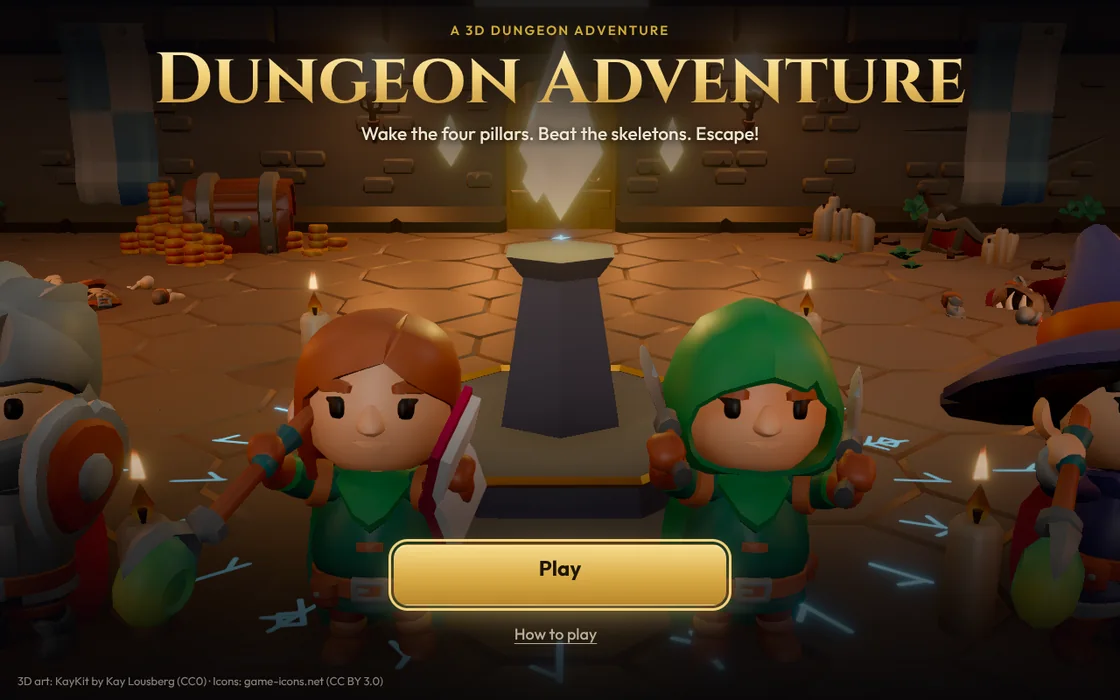 A 3D DUNGEON ADVENTURE
DUNGEON ADVENTURE
Wake the four pillars. Beat the skeletons. Escape!
Play
How to play
3D art: KayKit by Kay Lousberg (CC0) · Icons: game-icons.net (CC BY 3.0)